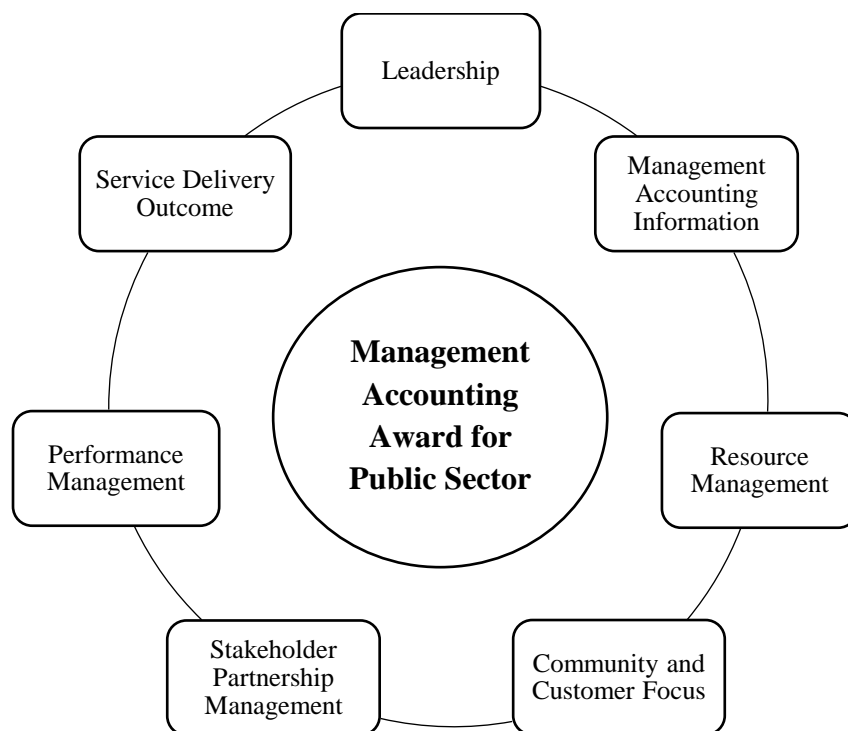 Leadership
Management
Accounting
Information
Resource
Management
Community and
Customer Focus
Stakeholder
Partnership
Management
Performance
Management
Service Delivery
Outcome
Management
Accounting
Award for
Public Sector